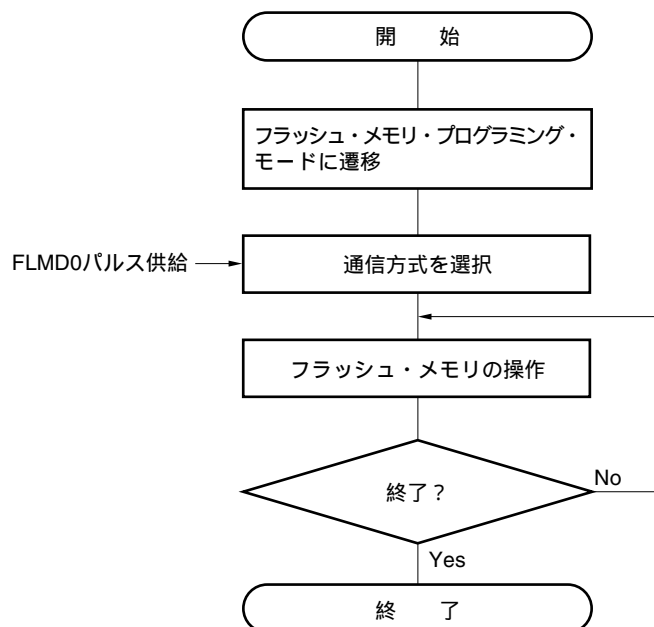 開　始
フラッシュ・メモリ・プログラミング・
モードに遷移
FLMD0パルス供給
通信方式を選択
フラッシュ・メモリの操作
終了？
No
Yes
終　了